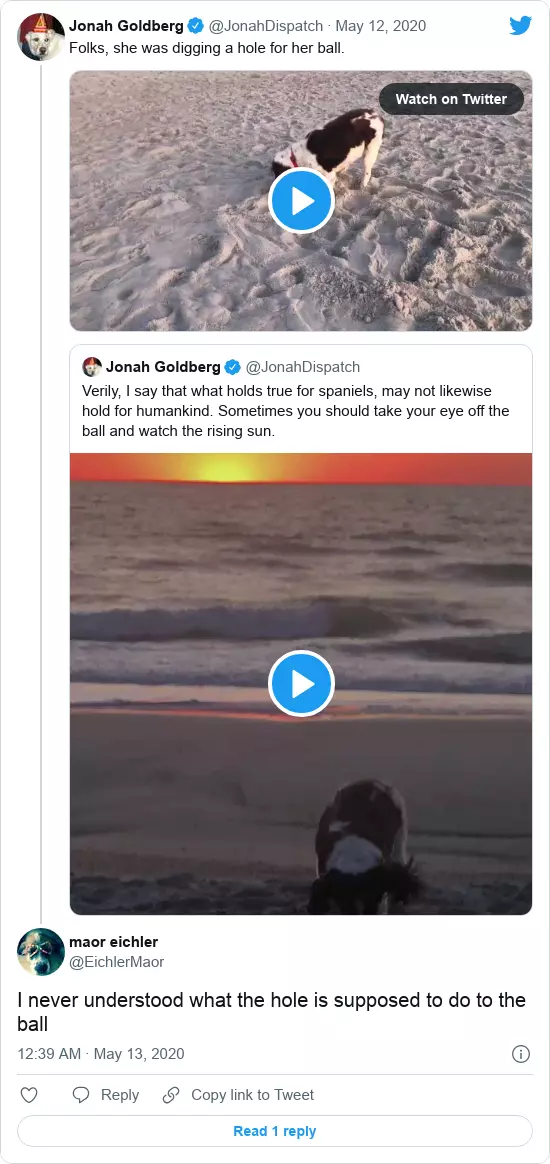 Jonah Goldberg @JonahDispatch · May 12, 2020
Folks, she was digging a hole for her ball.
Watch on Twitter
Jonah Goldberg @JonahDispatch
Verily, I say that what holds true for spaniels, may not likewise
hold for humankind. Sometimes you should take your eye off the
ball and watch the rising sun.
maor eichler
@EichlerMaor
I never understood what the hole is supposed to do to the
ball
12:39 AM · May 13, 2020
Reply
Copy link to Tweet
Read 1 reply